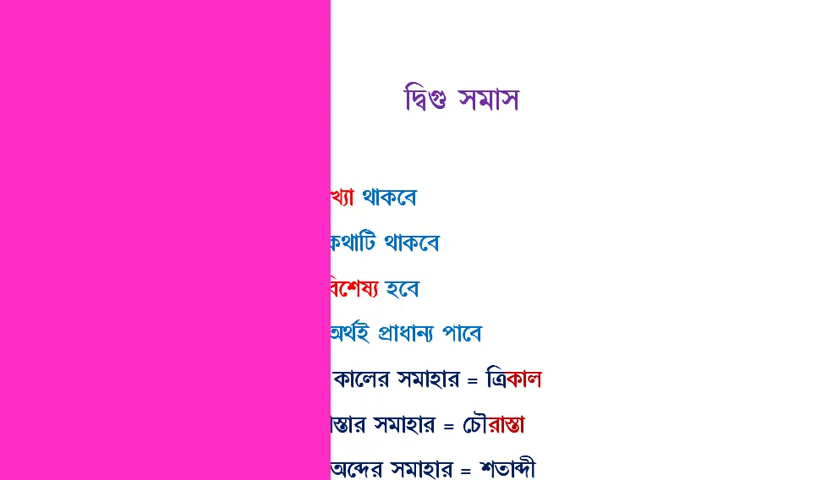 দ্বিগু সমাস
থাকবে
কথাটি থাকবে
বিশেষ্য হবে
অর্থই প্রাধান্য পাবে
কালের সমাহার = ত্রিকাল
সমাহার = চৌরাস্তা
অব্দের সমাহার = শতাব্দী